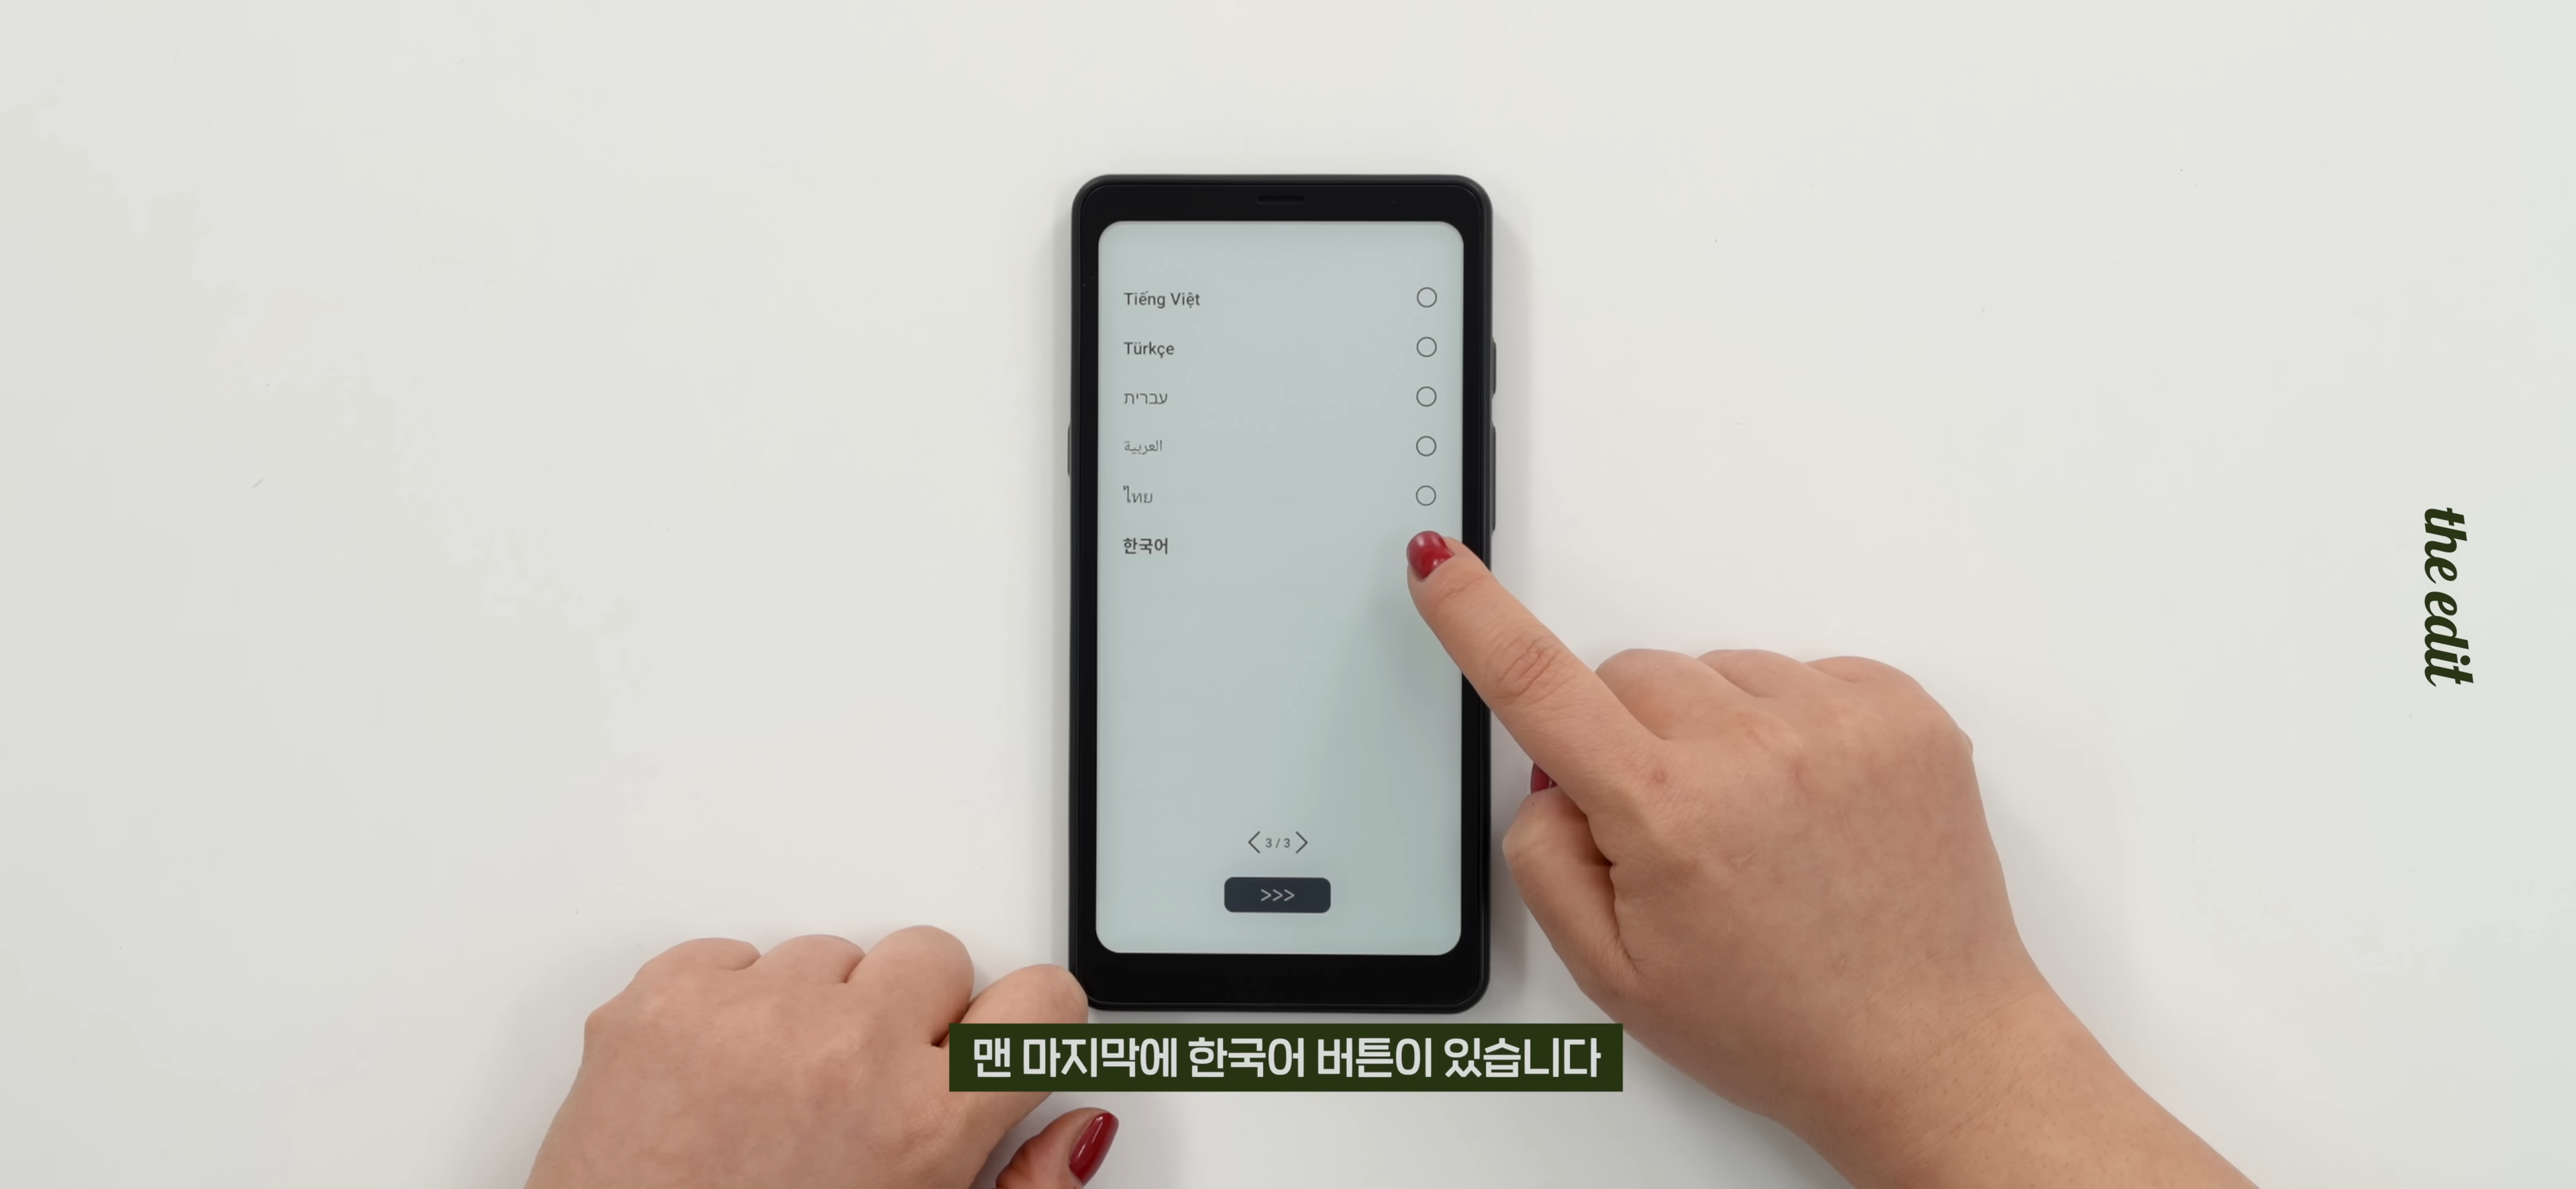 Tiếng Việt
Türkçe
עברית
العربية
ไทย
한국어
< 3 / 3 >
>>>
맨 마지막에 한국어 버튼이 있습니다
the edit